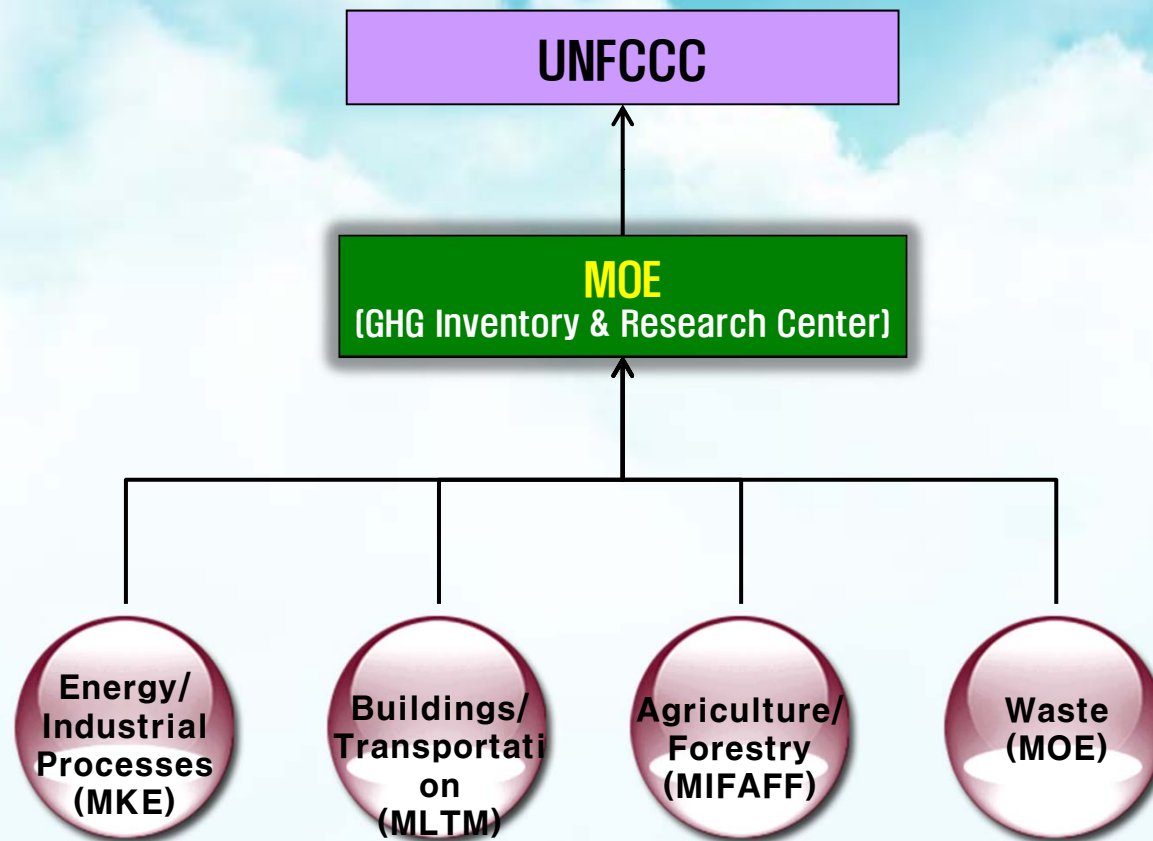 UNFCCC
MOE
(GHG Inventory & Research Center)
Energy/
Industrial
Processes
(MKE)
Buildings/
Transportati
on
(MLTM)
Agriculture/
Forestry
(MIFAFF)
Waste
(MOE)